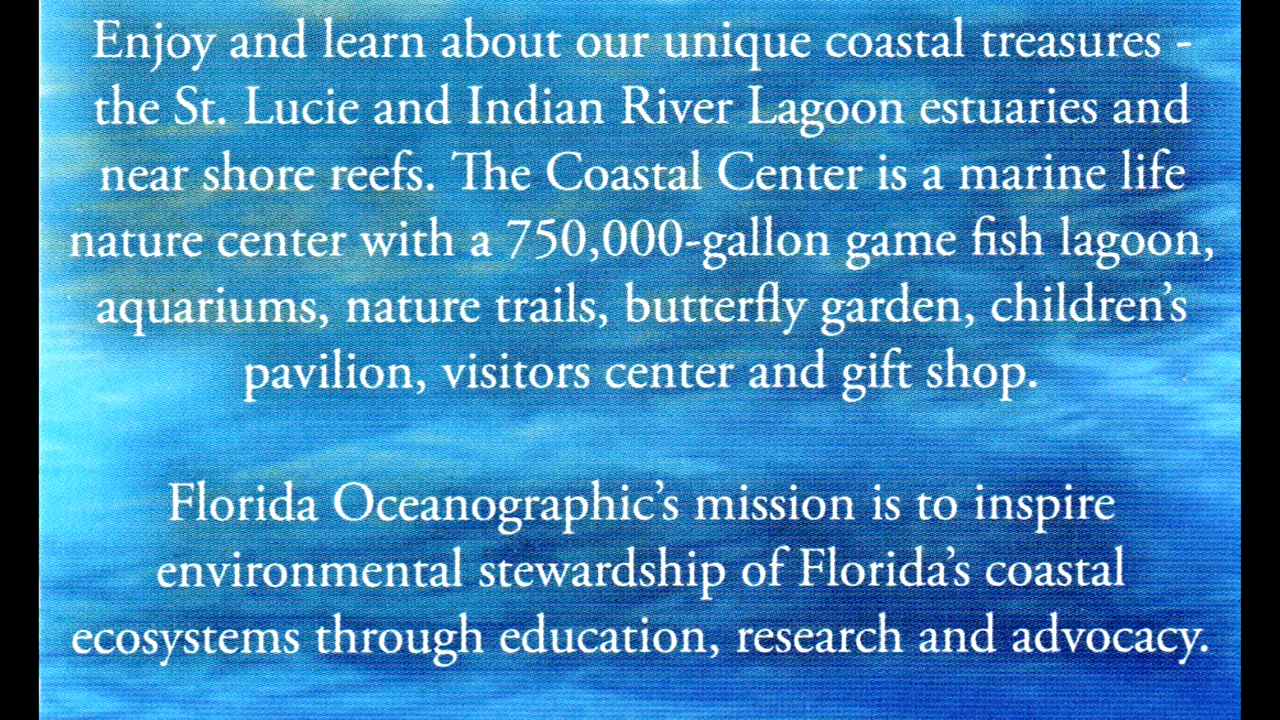 Enjoy and learn about our unique coastal treasures -
the St. Lucie and Indian River Lagoon estuaries and
near shore reefs. The Coastal Center is a marine life
nature center with a 750,000-gallon game fish lagoon,
aquariums, nature trails, butterfly garden, children’s
pavilion, visitors center and gift shop.
Florida Oceanographic’s mission is to inspire
environmental stewardship of Florida’s coastal
ecosystems through education, research and advocacy.